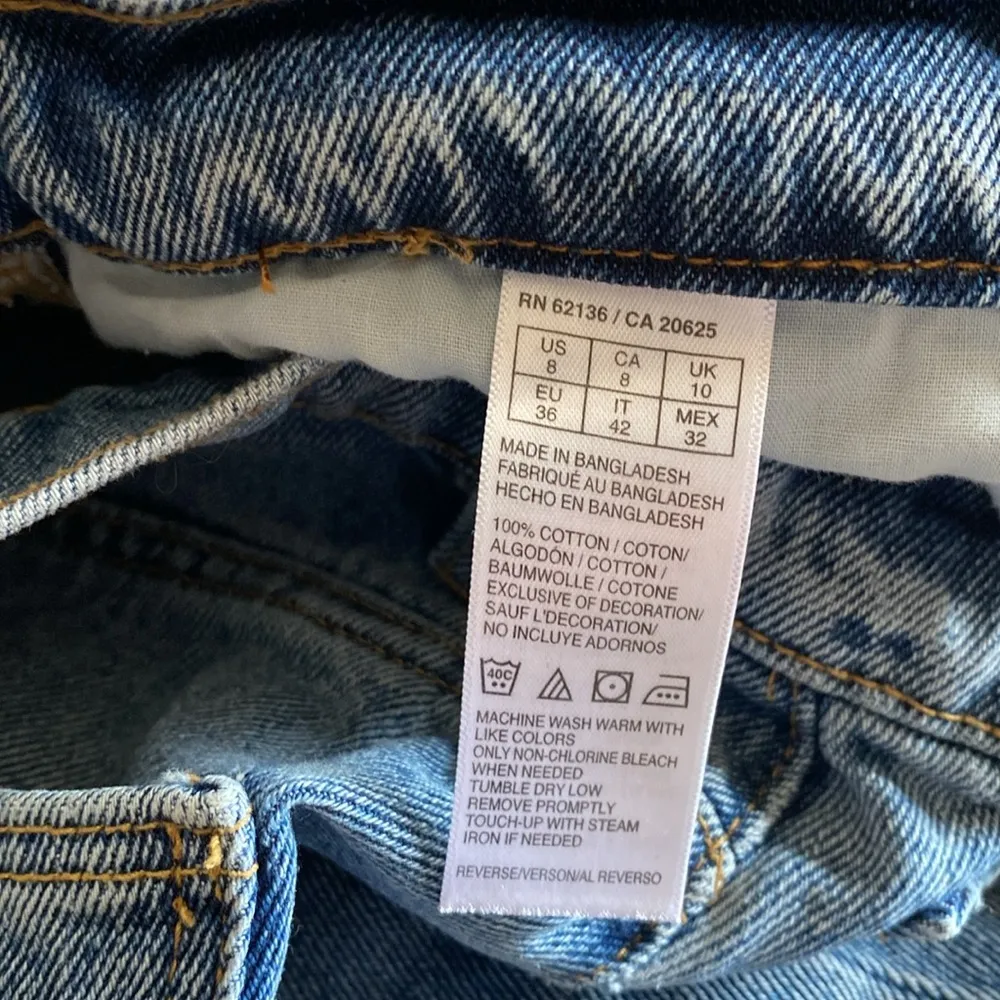 RN 62136 / CA 20625
US CA UK
8 8 10
EU IT MEX
36 42 32
MADE IN BANGLADESH
FABRIQUÉ AU BANGLADESH
HECHO EN BANGLADESH
100% COTTON / COTON/
ALGODÓN / COTTON /
BAUMWOLLE / COTONE
EXCLUSIVE OF DECORATION/
SAUF L'DECORATION/
NO INCLUYE ADORNOS
40C
MACHINE WASH WARM WITH
LIKE COLORS
ONLY NON-CHLORINE BLEACH
WHEN NEEDED
TUMBLE DRY LOW
REMOVE PROMPTLY
TOUCH-UP WITH STEAM
IRON IF NEEDED
REVERSE/VERSON/AL REVERSO